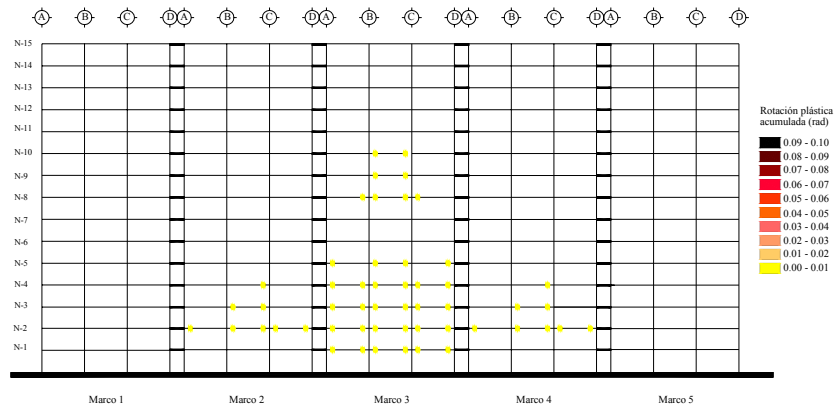 A B C D A B C D A B C D A B C D A B C D
N-15
N-14
N-13
N-12
N-11
N-10
N-9
N-8
N-7
N-6
N-5
N-4
N-3
N-2
N-1
Marco 1 Marco 2 Marco 3 Marco 4 Marco 5
Rotación plástica
acumulada (rad)
0.09 - 0.10
0.08 - 0.09
0.07 - 0.08
0.06 - 0.07
0.05 - 0.06
0.04 - 0.05
0.03 - 0.04
0.02 - 0.03
0.01 - 0.02
0.00 - 0.01